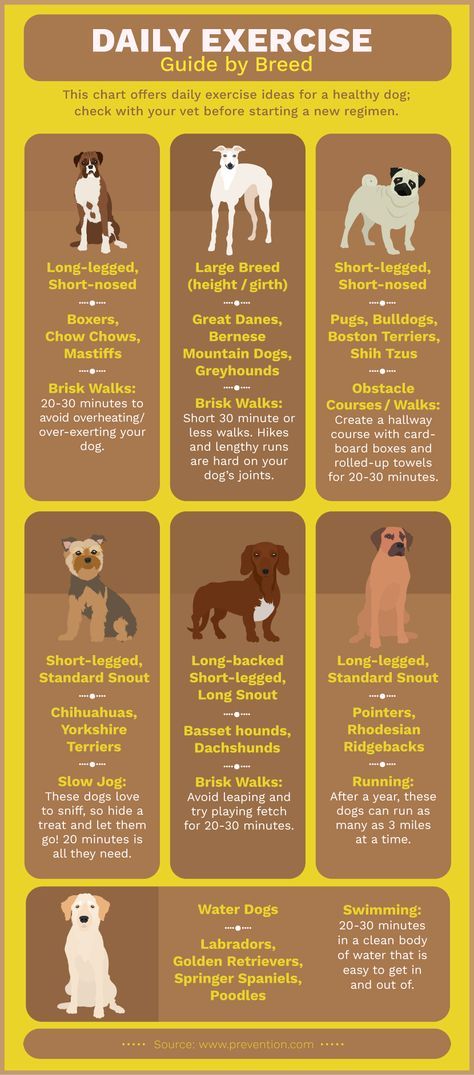 DAILY EXERCISE
Guide by Breed
This chart offers daily exercise ideas for a healthy dog;
check with your vet before starting a new regimen.
Long-legged,
Short-nosed
Boxers,
Chow Chows,
Mastiffs
Brisk Walks:
20-30 minutes to
avoid overheating/
over-exerting your
dog.
Large Breed
(height / girth)
Great Danes,
Bernese
Mountain Dogs,
Greyhounds
Brisk Walks:
Short 30 minute or
less walks. Hikes
and lengthy runs
are hard on your
dog's joints.
Short-legged,
Short-nosed
Pugs, Bulldogs,
Boston Terriers,
Shih Tzus
Obstacle
Courses / Walks:
Create a hallway
course with card-
board boxes and
rolled-up towels
for 20-30 minutes.
Short-legged,
Standard Snout
Chihuahuas,
Yorkshire
Terriers
Slow Jog:
These dogs love
to sniff, so hide a
treat and let them
go! 20 minutes is
all they need.
Long-backed
Short-legged,
Long Snout
Basset hounds,
Dachshunds
Brisk Walks:
Avoid leaping and
try playing fetch
for 20-30 minutes.
Long-legged,
Standard Snout
Pointers,
Rhodesian
Ridgebacks
Running:
After a year, these
dogs can run as
many as 3 miles
at a time.
Water Dogs
Labradors,
Golden Retrievers,
Springer Spaniels,
Poodles
Swimming:
20-30 minutes
in a clean body
of water that is
easy to get in
and out of.
Source: www.prevention.com